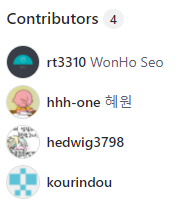 Contributors 4
rt3310 WonHo Seo
hhh-one 혜원
hedwig3798
kourindou